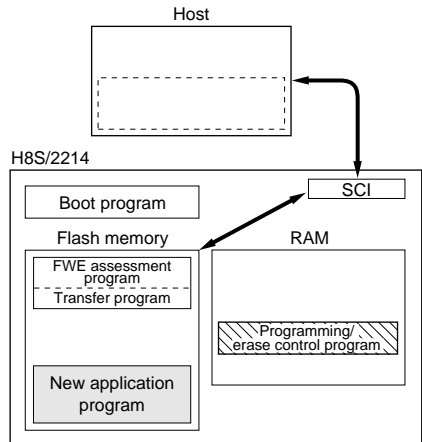 Host
H8S/2214
SCI
Boot program
Flash memory
RAM
FWE assessment
program
Transfer program
Programming/
erase control program
New application
program